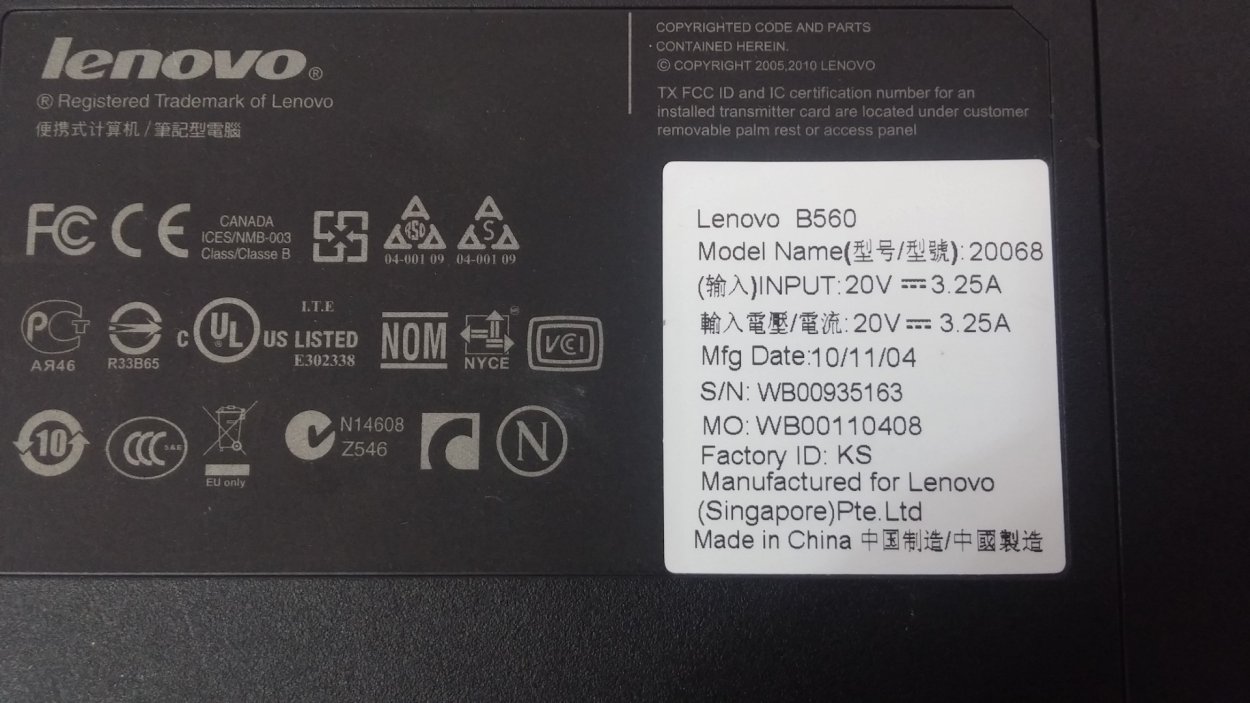 lenovo®
® Registered Trademark of Lenovo
便携式计算机 / 筆記型電腦
COPYRIGHTED CODE AND PARTS
CONTAINED HEREIN.
© COPYRIGHT 2005,2010 LENOVO
TX FCC ID and IC certification number for an
installed transmitter card are located under customer
removable palm rest or access panel
FC CE
CANADA
ICES/NMB-003
Class/Classe B
RSD
04-001 09
S
04-001 09
PCT
АЯ46
R33B65
C UL US LISTED
I.T.E
E302338
NOM
NYCE
VCI
10
CCC S&E
EU only
N14608
Z546
N
Lenovo B560
Model Name(型号/型號): 20068
(输入)INPUT: 20V ⎓ 3.25A
輸入電壓/電流: 20V ⎓ 3.25A
Mfg Date:10/11/04
S/N: WB00935163
MO: WB00110408
Factory ID: KS
Manufactured for Lenovo
(Singapore)Pte.Ltd
Made in China 中国制造/中國製造